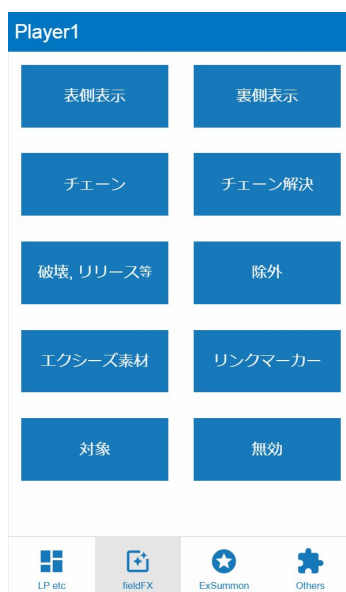 Player1
表側表示
裏側表示
チェーン
チェーン解決
破壊, リリース等
除外
エクシーズ素材
リンクマーカー
対象
無効
LP etc
fieldFX
ExSummon
Others